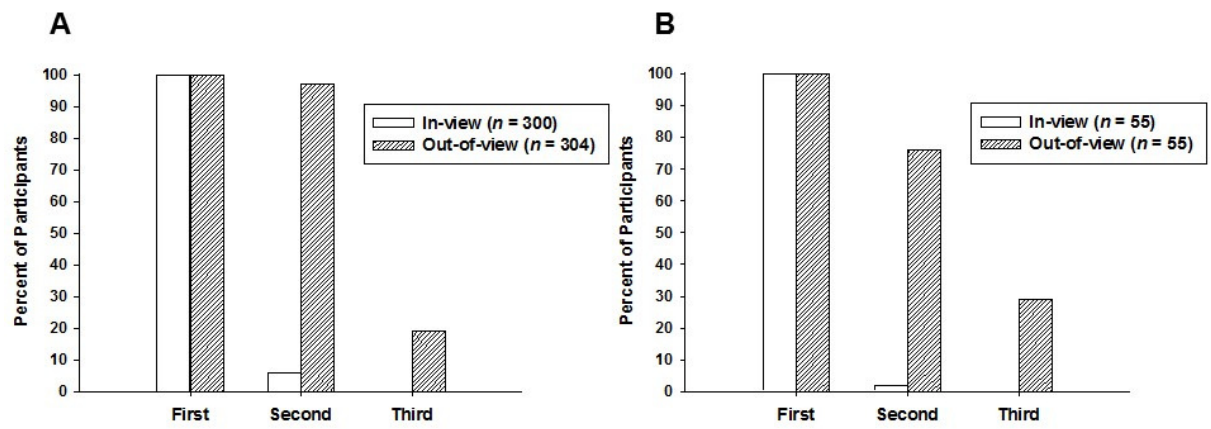 A
Percent of Participants
100
90
80
70
60
50
40
30
20
10
0
In-view (n = 300)
Out-of-view (n = 304)
First Second Third
B
Percent of Participants
100
90
80
70
60
50
40
30
20
10
0
In-view (n = 55)
Out-of-view (n = 55)
First Second Third